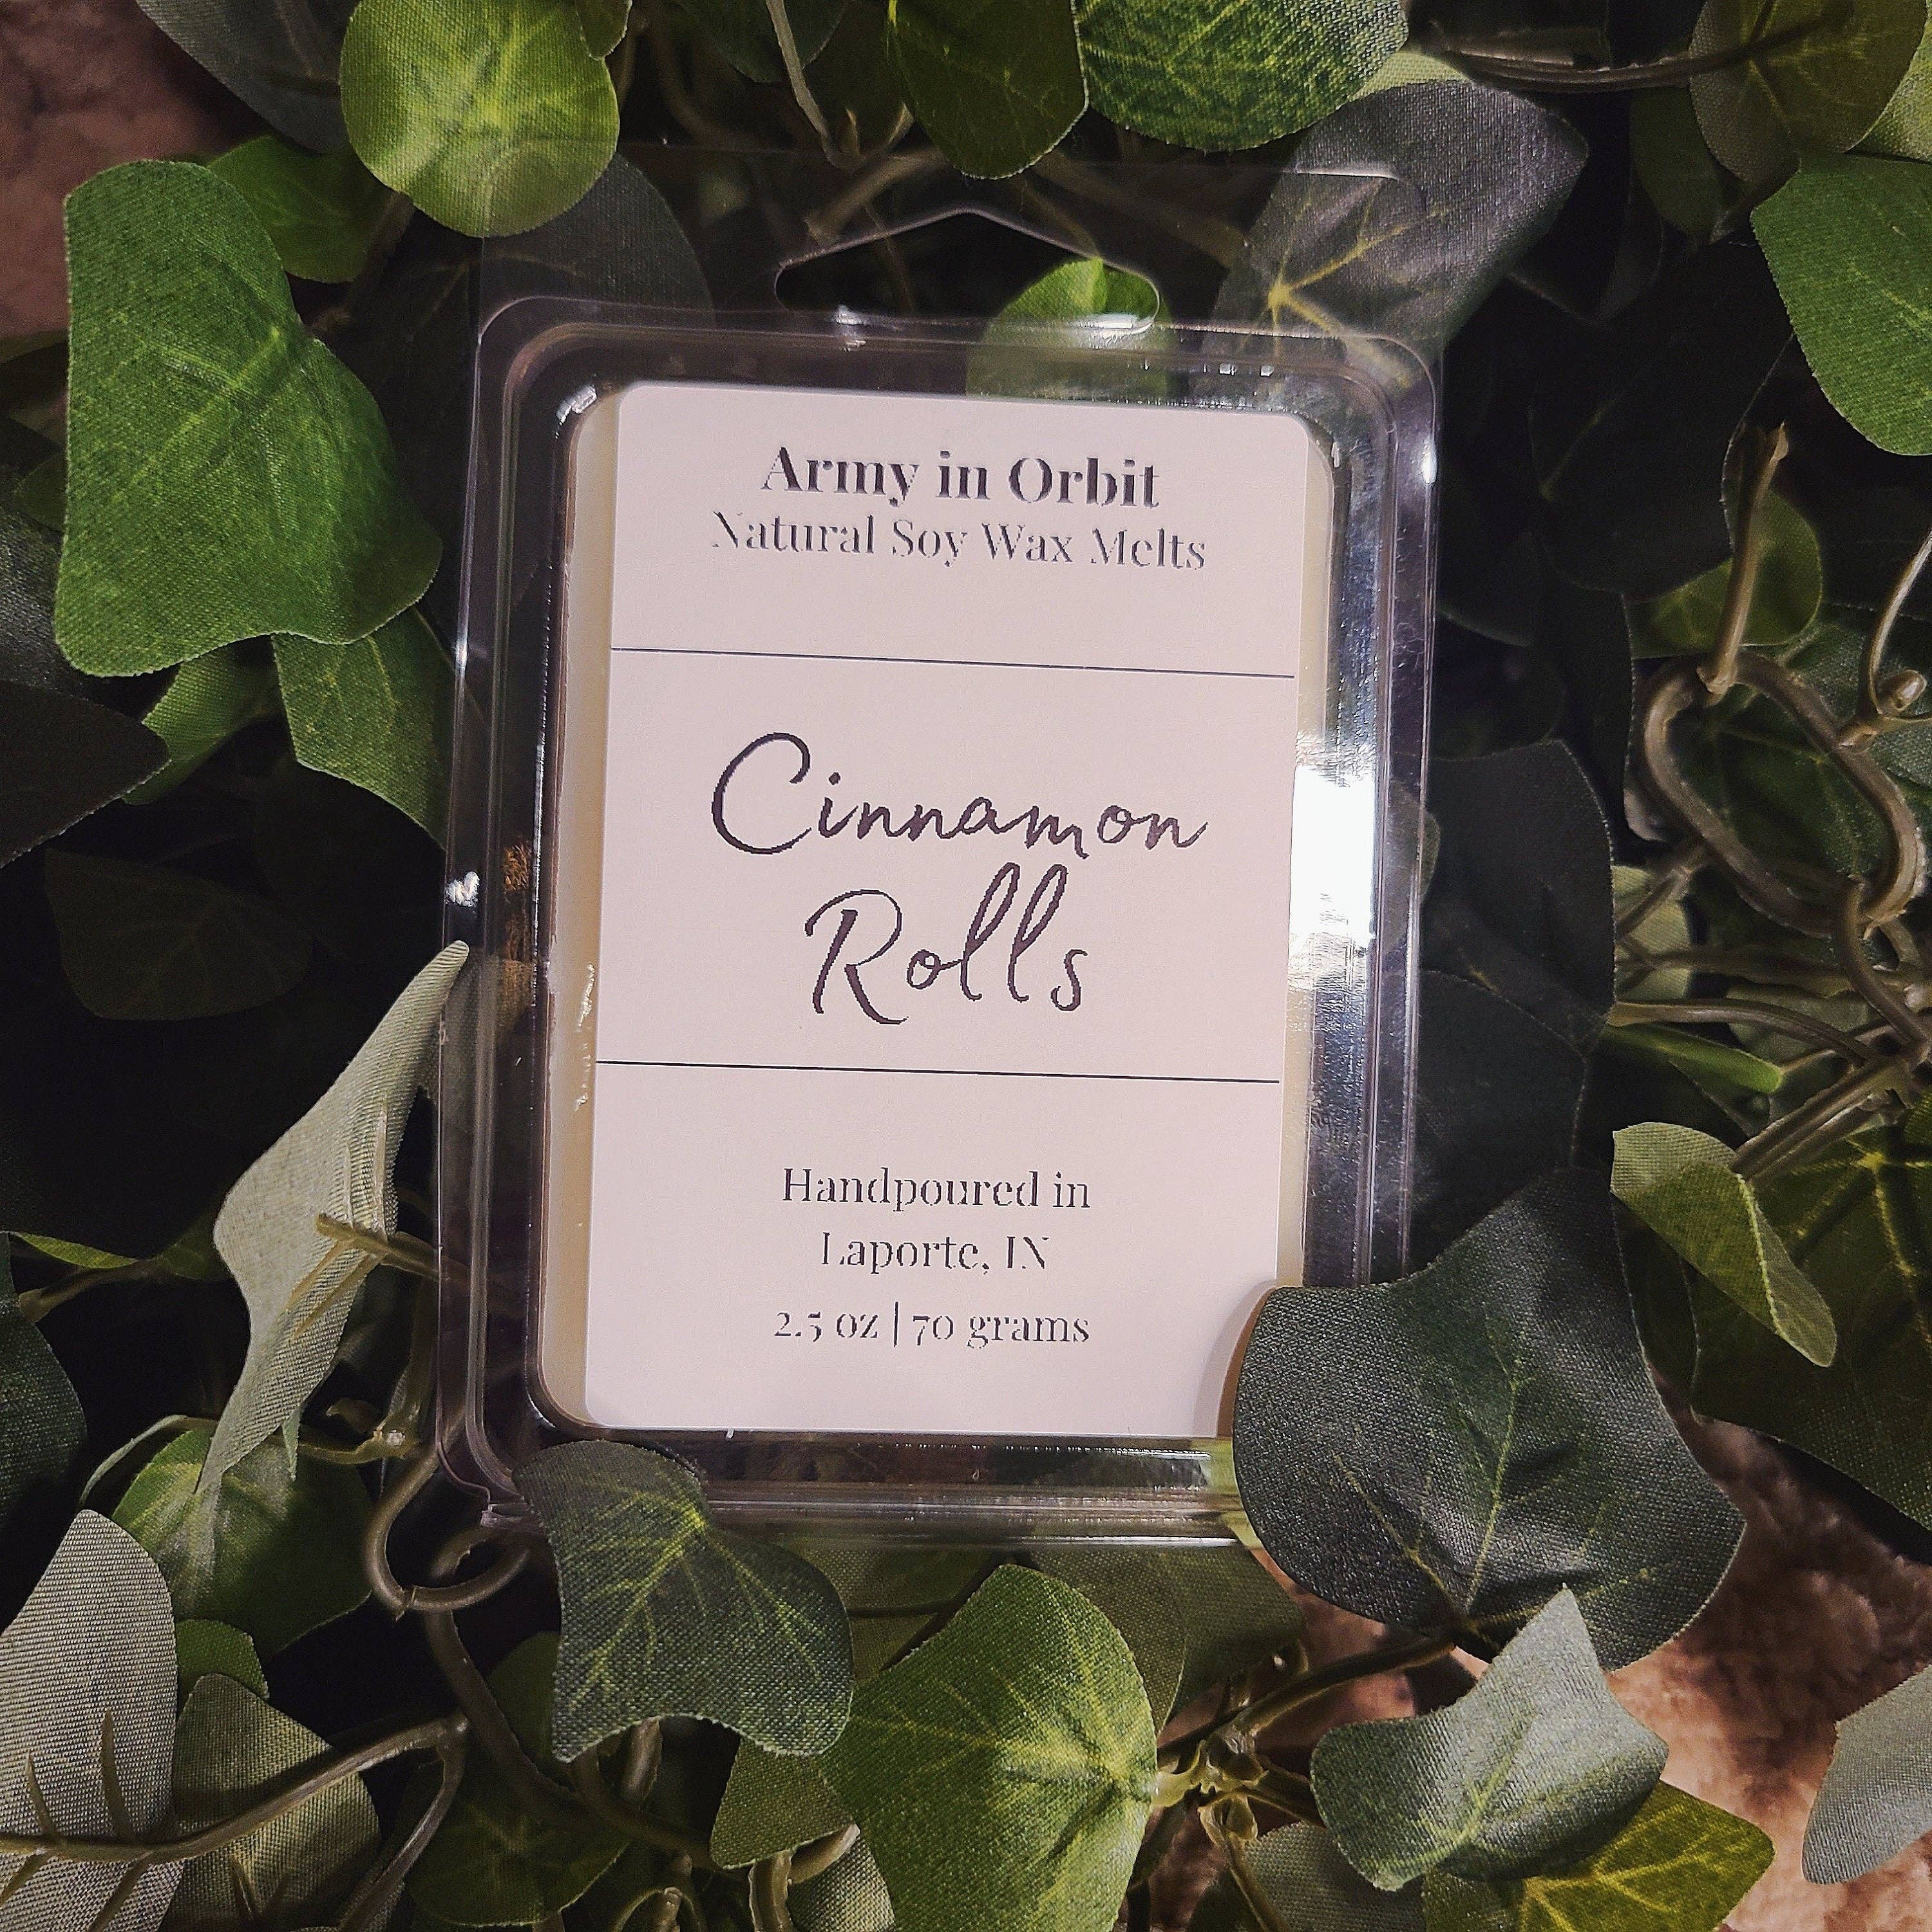 Army in Orbit
Natural Soy Wax Melts
Cinnamon
Rolls
Handpoured in
Laporte, IN
2.5 oz | 70 grams